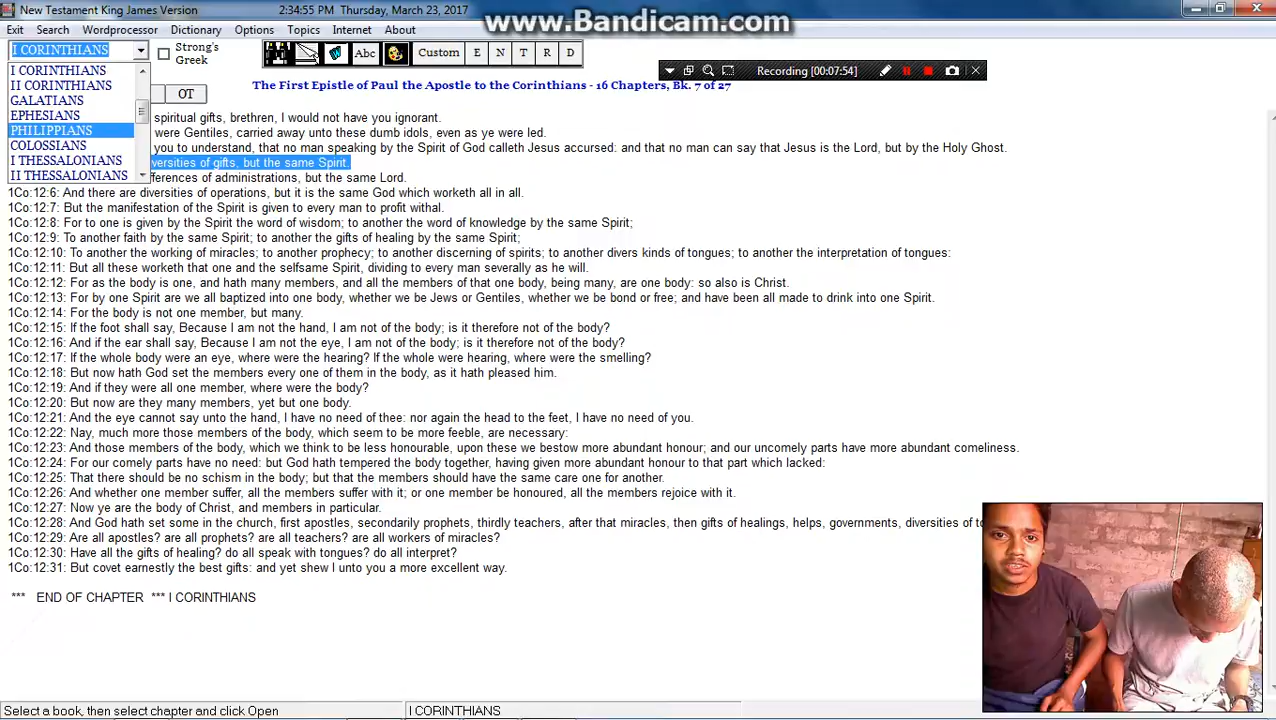 New Testament King James Version
2:34:55 PM Thursday, March 23, 2017
www.Bandicam.com
Exit Search Wordprocessor Dictionary Options Topics Internet About
I CORINTHIANS
Strong's
Greek
Abc
Custom E N T R D
Recording [00:07:54]
I CORINTHIANS
II CORINTHIANS
GALATIANS
EPHESIANS
PHILIPPIANS
COLOSSIANS
I THESSALONIANS
II THESSALONIANS
OT
The First Epistle of Paul the Apostle to the Corinthians - 16 Chapters, Bk. 7 of 27
spiritual gifts, brethren, I would not have you ignorant.
were Gentiles, carried away unto these dumb idols, even as ye were led.
you to understand, that no man speaking by the Spirit of God calleth Jesus accursed: and that no man can say that Jesus is the Lord, but by the Holy Ghost.
versities of gifts, but the same Spirit.
fferences of administrations, but the same Lord.
1Co:12:6: And there are diversities of operations, but it is the same God which worketh all in all.
1Co:12:7: But the manifestation of the Spirit is given to every man to profit withal.
1Co:12:8: For to one is given by the Spirit the word of wisdom; to another the word of knowledge by the same Spirit;
1Co:12:9: To another faith by the same Spirit; to another the gifts of healing by the same Spirit;
1Co:12:10: To another the working of miracles; to another prophecy; to another discerning of spirits; to another divers kinds of tongues; to another the interpretation of tongues:
1Co:12:11: But all these worketh that one and the selfsame Spirit, dividing to every man severally as he will.
1Co:12:12: For as the body is one, and hath many members, and all the members of that one body, being many, are one body: so also is Christ.
1Co:12:13: For by one Spirit are we all baptized into one body, whether we be Jews or Gentiles, whether we be bond or free; and have been all made to drink into one Spirit.
1Co:12:14: For the body is not one member, but many.
1Co:12:15: If the foot shall say, Because I am not the hand, I am not of the body; is it therefore not of the body?
1Co:12:16: And if the ear shall say, Because I am not the eye, I am not of the body; is it therefore not of the body?
1Co:12:17: If the whole body were an eye, where were the hearing? If the whole were hearing, where were the smelling?
1Co:12:18: But now hath God set the members every one of them in the body, as it hath pleased him.
1Co:12:19: And if they were all one member, where were the body?
1Co:12:20: But now are they many members, yet but one body.
1Co:12:21: And the eye cannot say unto the hand, I have no need of thee: nor again the head to the feet, I have no need of you.
1Co:12:22: Nay, much more those members of the body, which seem to be more feeble, are necessary:
1Co:12:23: And those members of the body, which we think to be less honourable, upon these we bestow more abundant honour; and our uncomely parts have more abundant comeliness.
1Co:12:24: For our comely parts have no need: but God hath tempered the body together, having given more abundant honour to that part which lacked:
1Co:12:25: That there should be no schism in the body; but that the members should have the same care one for another.
1Co:12:26: And whether one member suffer, all the members suffer with it; or one member be honoured, all the members rejoice with it.
1Co:12:27: Now ye are the body of Christ, and members in particular.
1Co:12:28: And God hath set some in the church, first apostles, secondarily prophets, thirdly teachers, after that miracles, then gifts of healings, helps, governments, diversities of
1Co:12:29: Are all apostles? are all prophets? are all teachers? are all workers of miracles?
1Co:12:30: Have all the gifts of healing? do all speak with tongues? do all interpret?
1Co:12:31: But covet earnestly the best gifts: and yet shew I unto you a more excellent way.
*** END OF CHAPTER *** I CORINTHIANS
Select a book, then select chapter and click Open
I CORINTHIANS